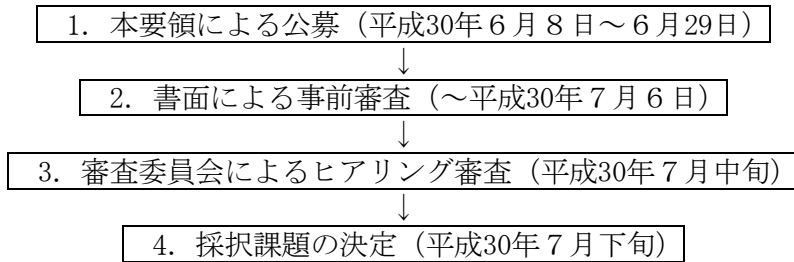 1．本要領による公募（平成30年６月８日～６月29日）
↓
2．書面による事前審査（～平成30年７月６日）
↓
3．審査委員会によるヒアリング審査（平成30年７月中旬）
↓
4．採択課題の決定（平成30年７月下旬）